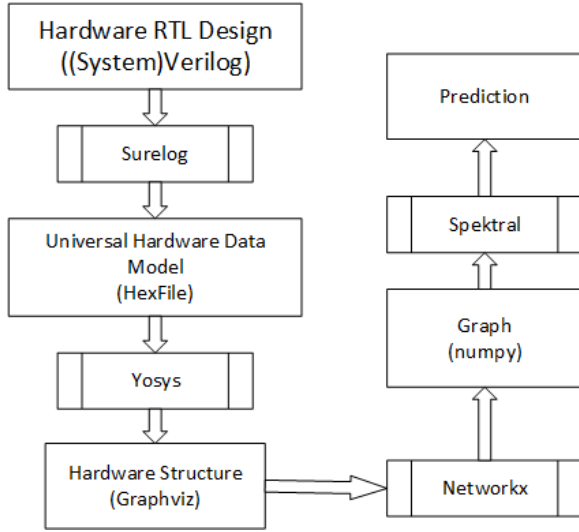 Hardware RTL Design
((System)Verilog)
Surelog
Universal Hardware Data
Model
(HexFile)
Yosys
Hardware Structure
(Graphviz)
Networkx
Graph
(numpy)
Spektral
Prediction